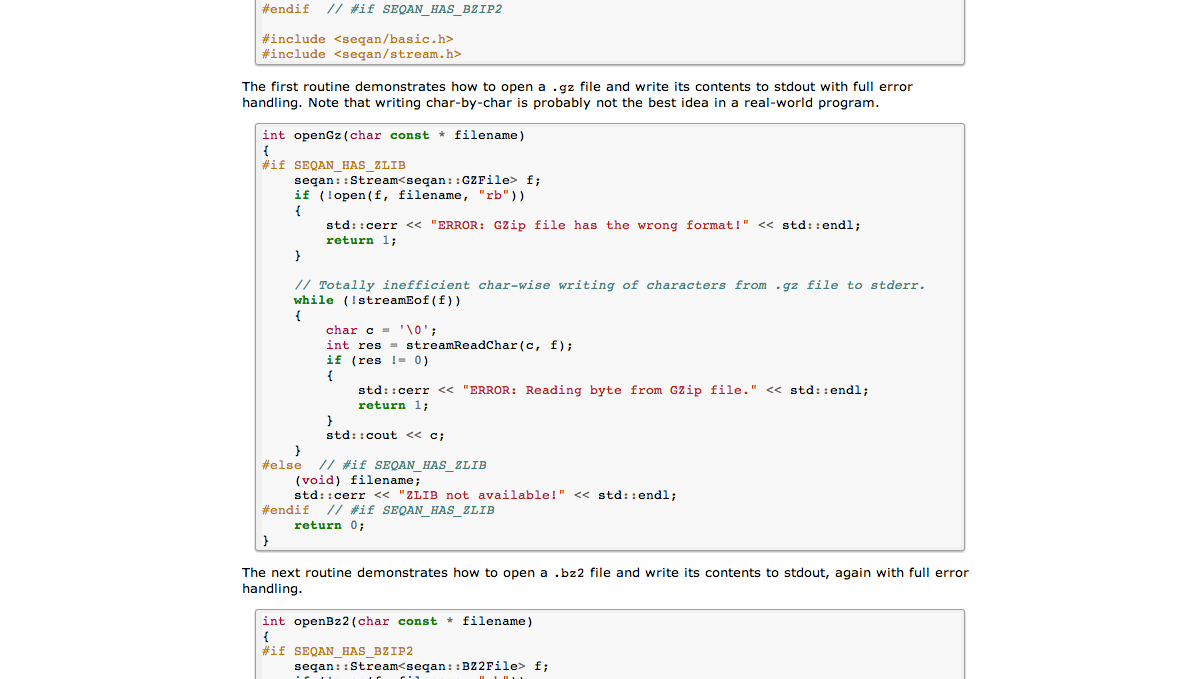 #endif  // #if SEQAN_HAS_BZIP2
#include <seqan/basic.h>
#include <seqan/stream.h>
The first routine demonstrates how to open a .gz file and write its contents to stdout with full error
handling. Note that writing char-by-char is probably not the best idea in a real-world program.
int openGz(char const * filename)
{
#if SEQAN_HAS_ZLIB
    seqan::Stream<seqan::GZFile> f;
    if (!open(f, filename, "rb"))
    {
        std::cerr << "ERROR: GZip file has the wrong format!" << std::endl;
        return 1;
    }
    // Totally inefficient char-wise writing of characters from .gz file to stderr.
    while (!streamEof(f))
    {
        char c = '\0';
        int res = streamReadChar(c, f);
        if (res != 0)
        {
            std::cerr << "ERROR: Reading byte from GZip file." << std::endl;
            return 1;
        }
        std::cout << c;
    }
#else  // #if SEQAN_HAS_ZLIB
    (void) filename;
    std::cerr << "ZLIB not available!" << std::endl;
#endif  // #if SEQAN_HAS_ZLIB
    return 0;
}
The next routine demonstrates how to open a .bz2 file and write its contents to stdout, again with full error
handling.
int openBz2(char const * filename)
{
#if SEQAN_HAS_BZIP2
    seqan::Stream<seqan::BZ2File> f;